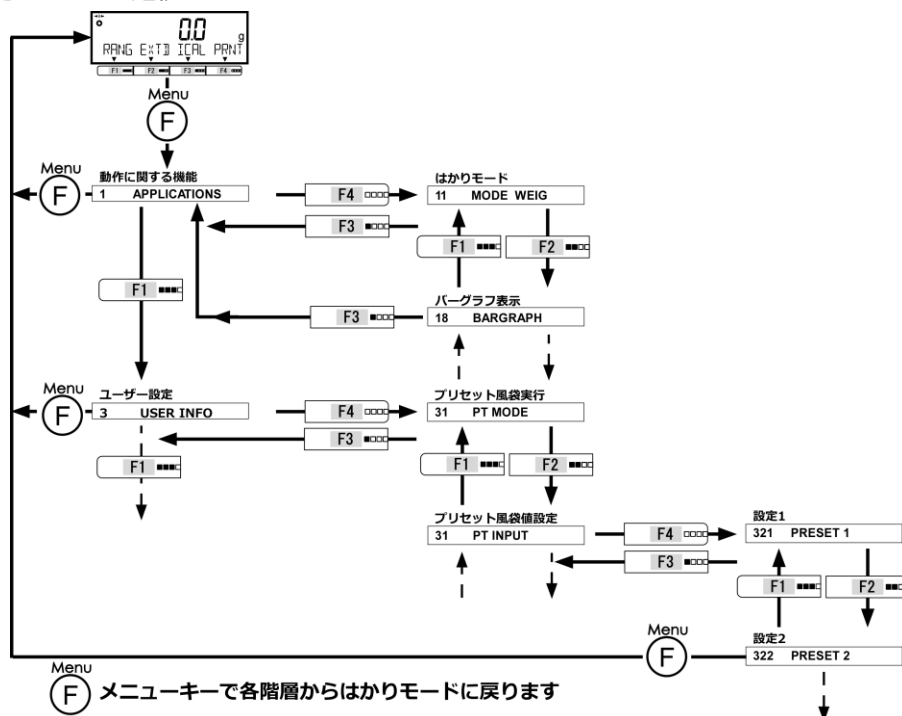 0.0
g
RANG EXTD ICAL PRNT
F1 F2 F3 F4
Menu
F
Menu
F
動作に関する機能
1 APPLICATIONS
F4
F3
はかりモード
11 MODE WEIG
F1
F2
F1
F3
バーグラフ表示
18 BARGRAPH
Menu
F
ユーザー設定
3 USER INFO
F4
F3
プリセット風袋実行
31 PT MODE
F1
F1
F2
プリセット風袋値設定
31 PT INPUT
F4
F3
設定1
321 PRESET 1
F1
F2
Menu
F
設定2
322 PRESET 2
Menu
F メニューキーで各階層からはかりモードに戻ります